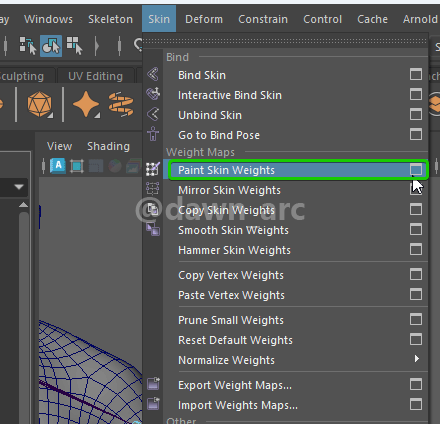 ay Windows Skeleton Skin Deform Constrain Control Cache Arnold
culpting UV Editing
View Shading
Bind
Bind Skin
Interactive Bind Skin
Unbind Skin
Go to Bind Pose
Weight Maps
Paint Skin Weights
Mirror Skin Weights
Copy Skin Weights
Smooth Skin Weights
Hammer Skin Weights
Copy Vertex Weights
Paste Vertex Weights
Prune Small Weights
Reset Default Weights
Normalize Weights
Export Weight Maps...
Import Weights Maps...
Other
@dawn-arc